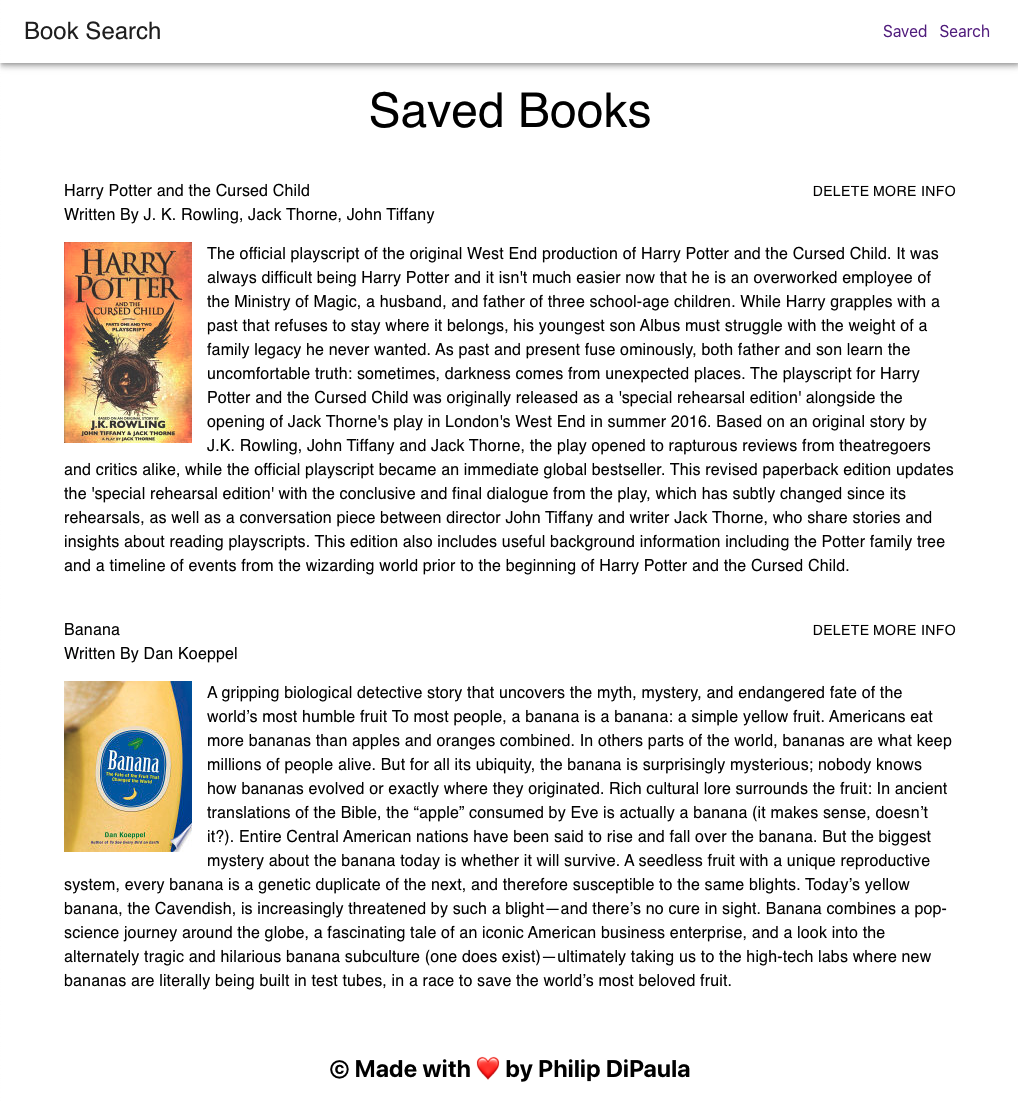 Book Search
Saved Search
Saved Books
Harry Potter and the Cursed Child
DELETE MORE INFO
Written By J. K. Rowling, Jack Thorne, John Tiffany
HARRY
POTTER
AND THE
CURSED CHILD
PARTS ONE AND TWO
PLAYSCRIPT
BASED ON AN ORIGINAL STORY BY
J.K. ROWLING
JOHN TIFFANY & JACK THORNE
A PLAY BY JACK THORNE
The official playscript of the original West End production of Harry Potter and the Cursed Child. It was
always difficult being Harry Potter and it isn't much easier now that he is an overworked employee of
the Ministry of Magic, a husband, and father of three school-age children. While Harry grapples with a
past that refuses to stay where it belongs, his youngest son Albus must struggle with the weight of a
family legacy he never wanted. As past and present fuse ominously, both father and son learn the
uncomfortable truth: sometimes, darkness comes from unexpected places. The playscript for Harry
Potter and the Cursed Child was originally released as a 'special rehearsal edition' alongside the
opening of Jack Thorne's play in London's West End in summer 2016. Based on an original story by
J.K. Rowling, John Tiffany and Jack Thorne, the play opened to rapturous reviews from theatregoers
and critics alike, while the official playscript became an immediate global bestseller. This revised paperback edition updates
the 'special rehearsal edition' with the conclusive and final dialogue from the play, which has subtly changed since its
rehearsals, as well as a conversation piece between director John Tiffany and writer Jack Thorne, who share stories and
insights about reading playscripts. This edition also includes useful background information including the Potter family tree
and a timeline of events from the wizarding world prior to the beginning of Harry Potter and the Cursed Child.
Banana
DELETE MORE INFO
Written By Dan Koeppel
Banana
The Fate of the Fruit That
Changed the World
Dan Koeppel
Author of To See Every Bird on Earth
A gripping biological detective story that uncovers the myth, mystery, and endangered fate of the
world’s most humble fruit To most people, a banana is a banana: a simple yellow fruit. Americans eat
more bananas than apples and oranges combined. In others parts of the world, bananas are what keep
millions of people alive. But for all its ubiquity, the banana is surprisingly mysterious; nobody knows
how bananas evolved or exactly where they originated. Rich cultural lore surrounds the fruit: In ancient
translations of the Bible, the “apple” consumed by Eve is actually a banana (it makes sense, doesn’t
it?). Entire Central American nations have been said to rise and fall over the banana. But the biggest
mystery about the banana today is whether it will survive. A seedless fruit with a unique reproductive
system, every banana is a genetic duplicate of the next, and therefore susceptible to the same blights. Today’s yellow
banana, the Cavendish, is increasingly threatened by such a blight—and there’s no cure in sight. Banana combines a pop-
science journey around the globe, a fascinating tale of an iconic American business enterprise, and a look into the
alternately tragic and hilarious banana subculture (one does exist)—ultimately taking us to the high-tech labs where new
bananas are literally being built in test tubes, in a race to save the world’s most beloved fruit.
© Made with ❤️ by Philip DiPaula